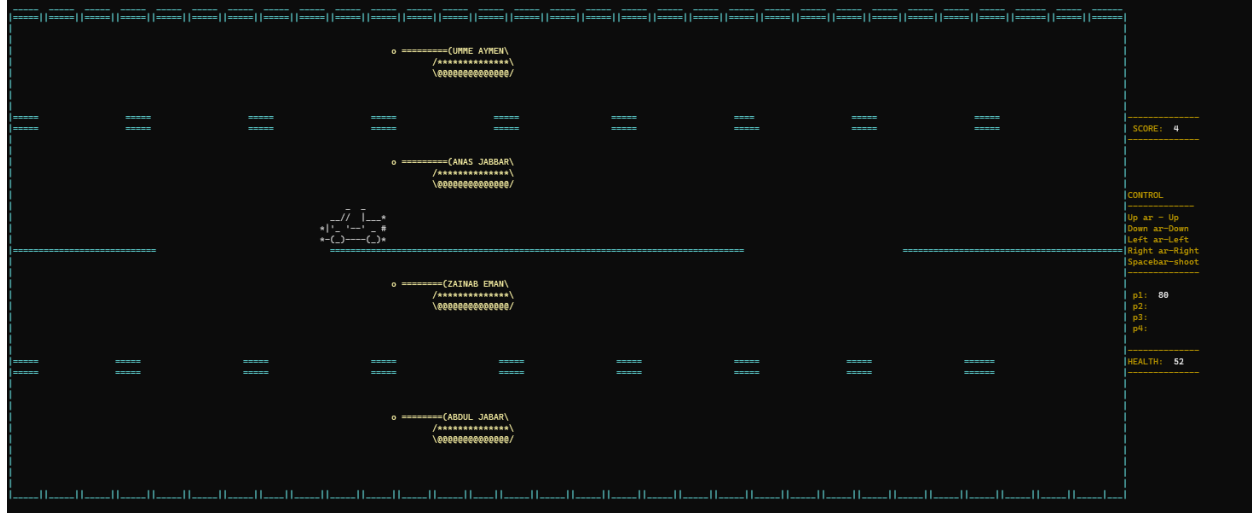 (UMME AYMEN\
SCORE: 4
(ANAS JABBAR\
CONTROL
Up ar - Up
Down ar-Down
Left ar-Left
Right ar-Right
Spacebar-shoot
(ZAINAB EMAN\
p1: 80
p2:
p3:
p4:
HEALTH: 52
(ABDUL JABAR\